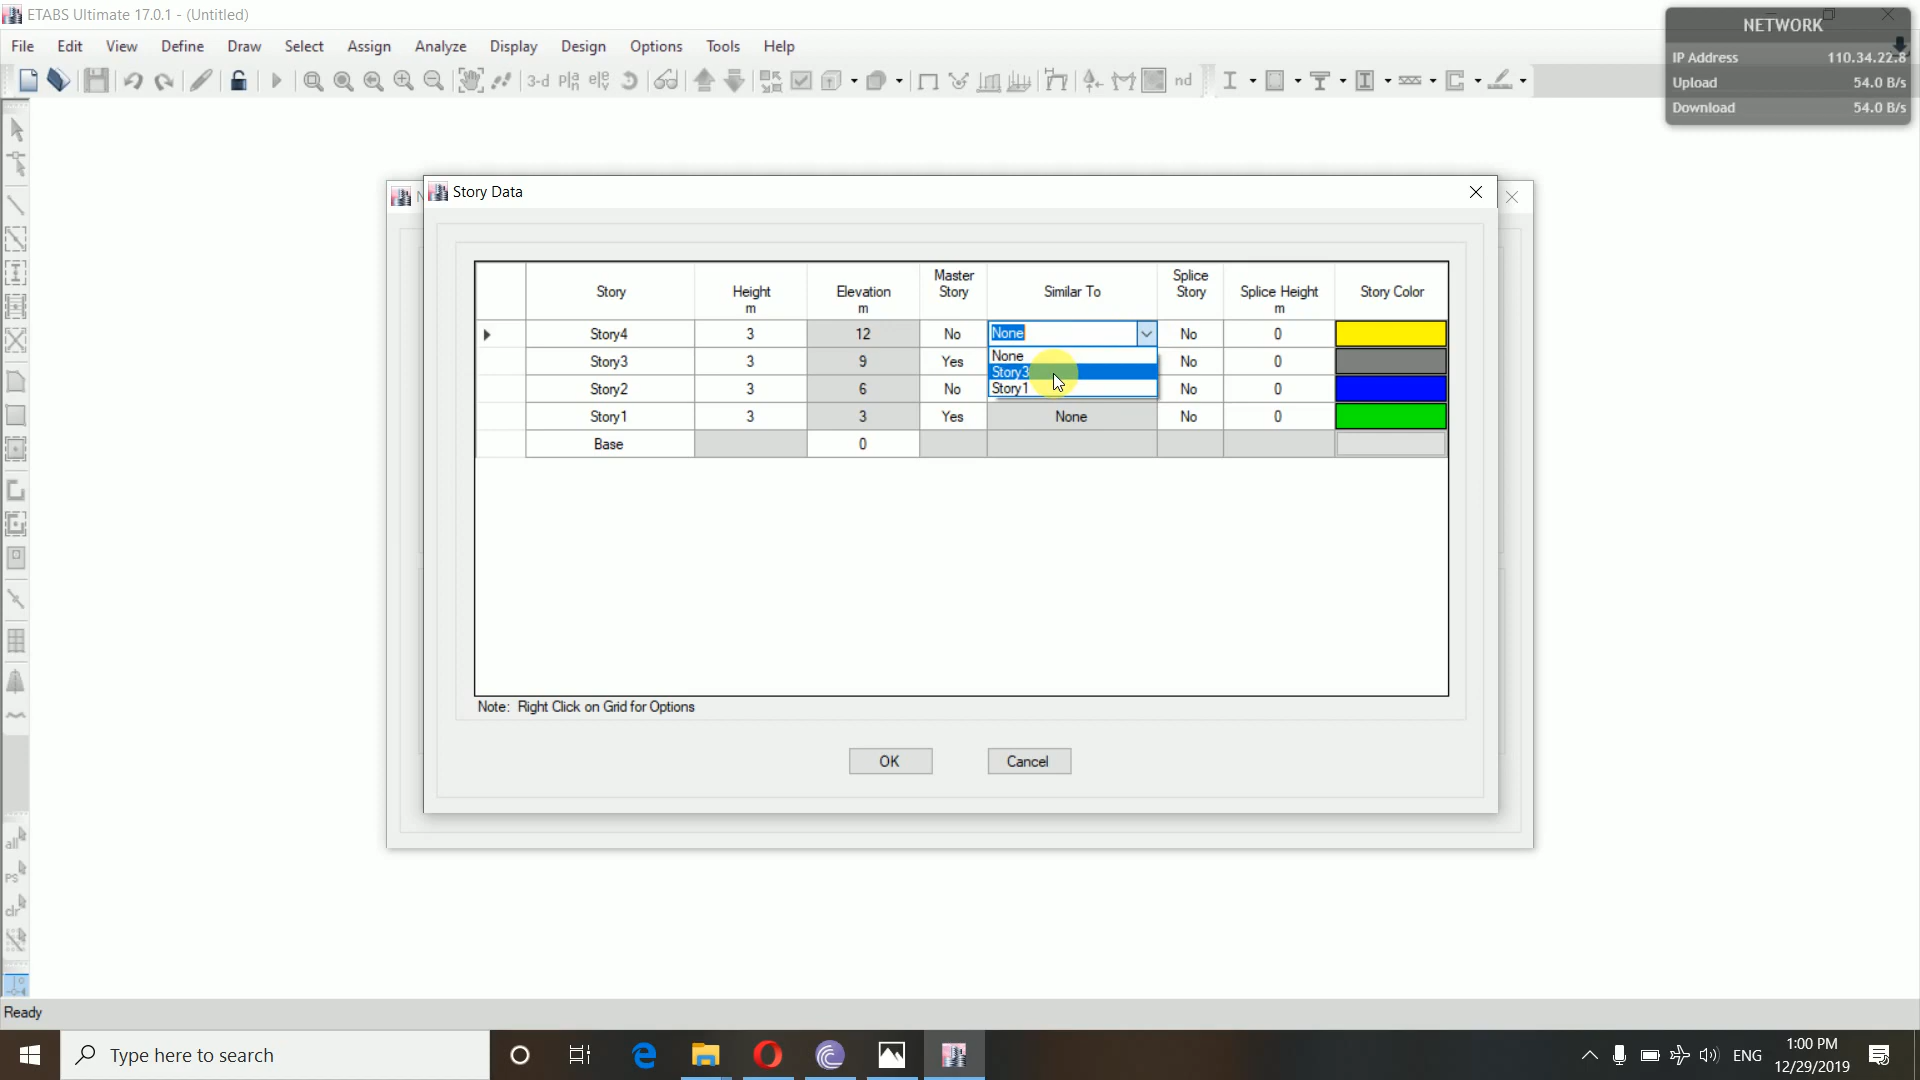 ETABS Ultimate 17.0.1 - (Untitled)
File Edit View Define Draw Select Assign Analyze Display Design Options Tools Help
3-d
nd
NETWORK
IP Address 110.34.22.8
Upload 54.0 B/s
Download 54.0 B/s
Story Data
Story Height m Elevation m Master Story Similar To Splice Story Splice Height m Story Color
Story4 3 12 No None No 0
None
Story3 3 9 Yes No 0
Story3
Story2 3 6 No No 0
Story1
Story1 3 3 Yes None No 0
Base 0
Note: Right Click on Grid for Options
OK Cancel
all
ps
clr
Ready
Type here to search
ENG
1:00 PM
12/29/2019